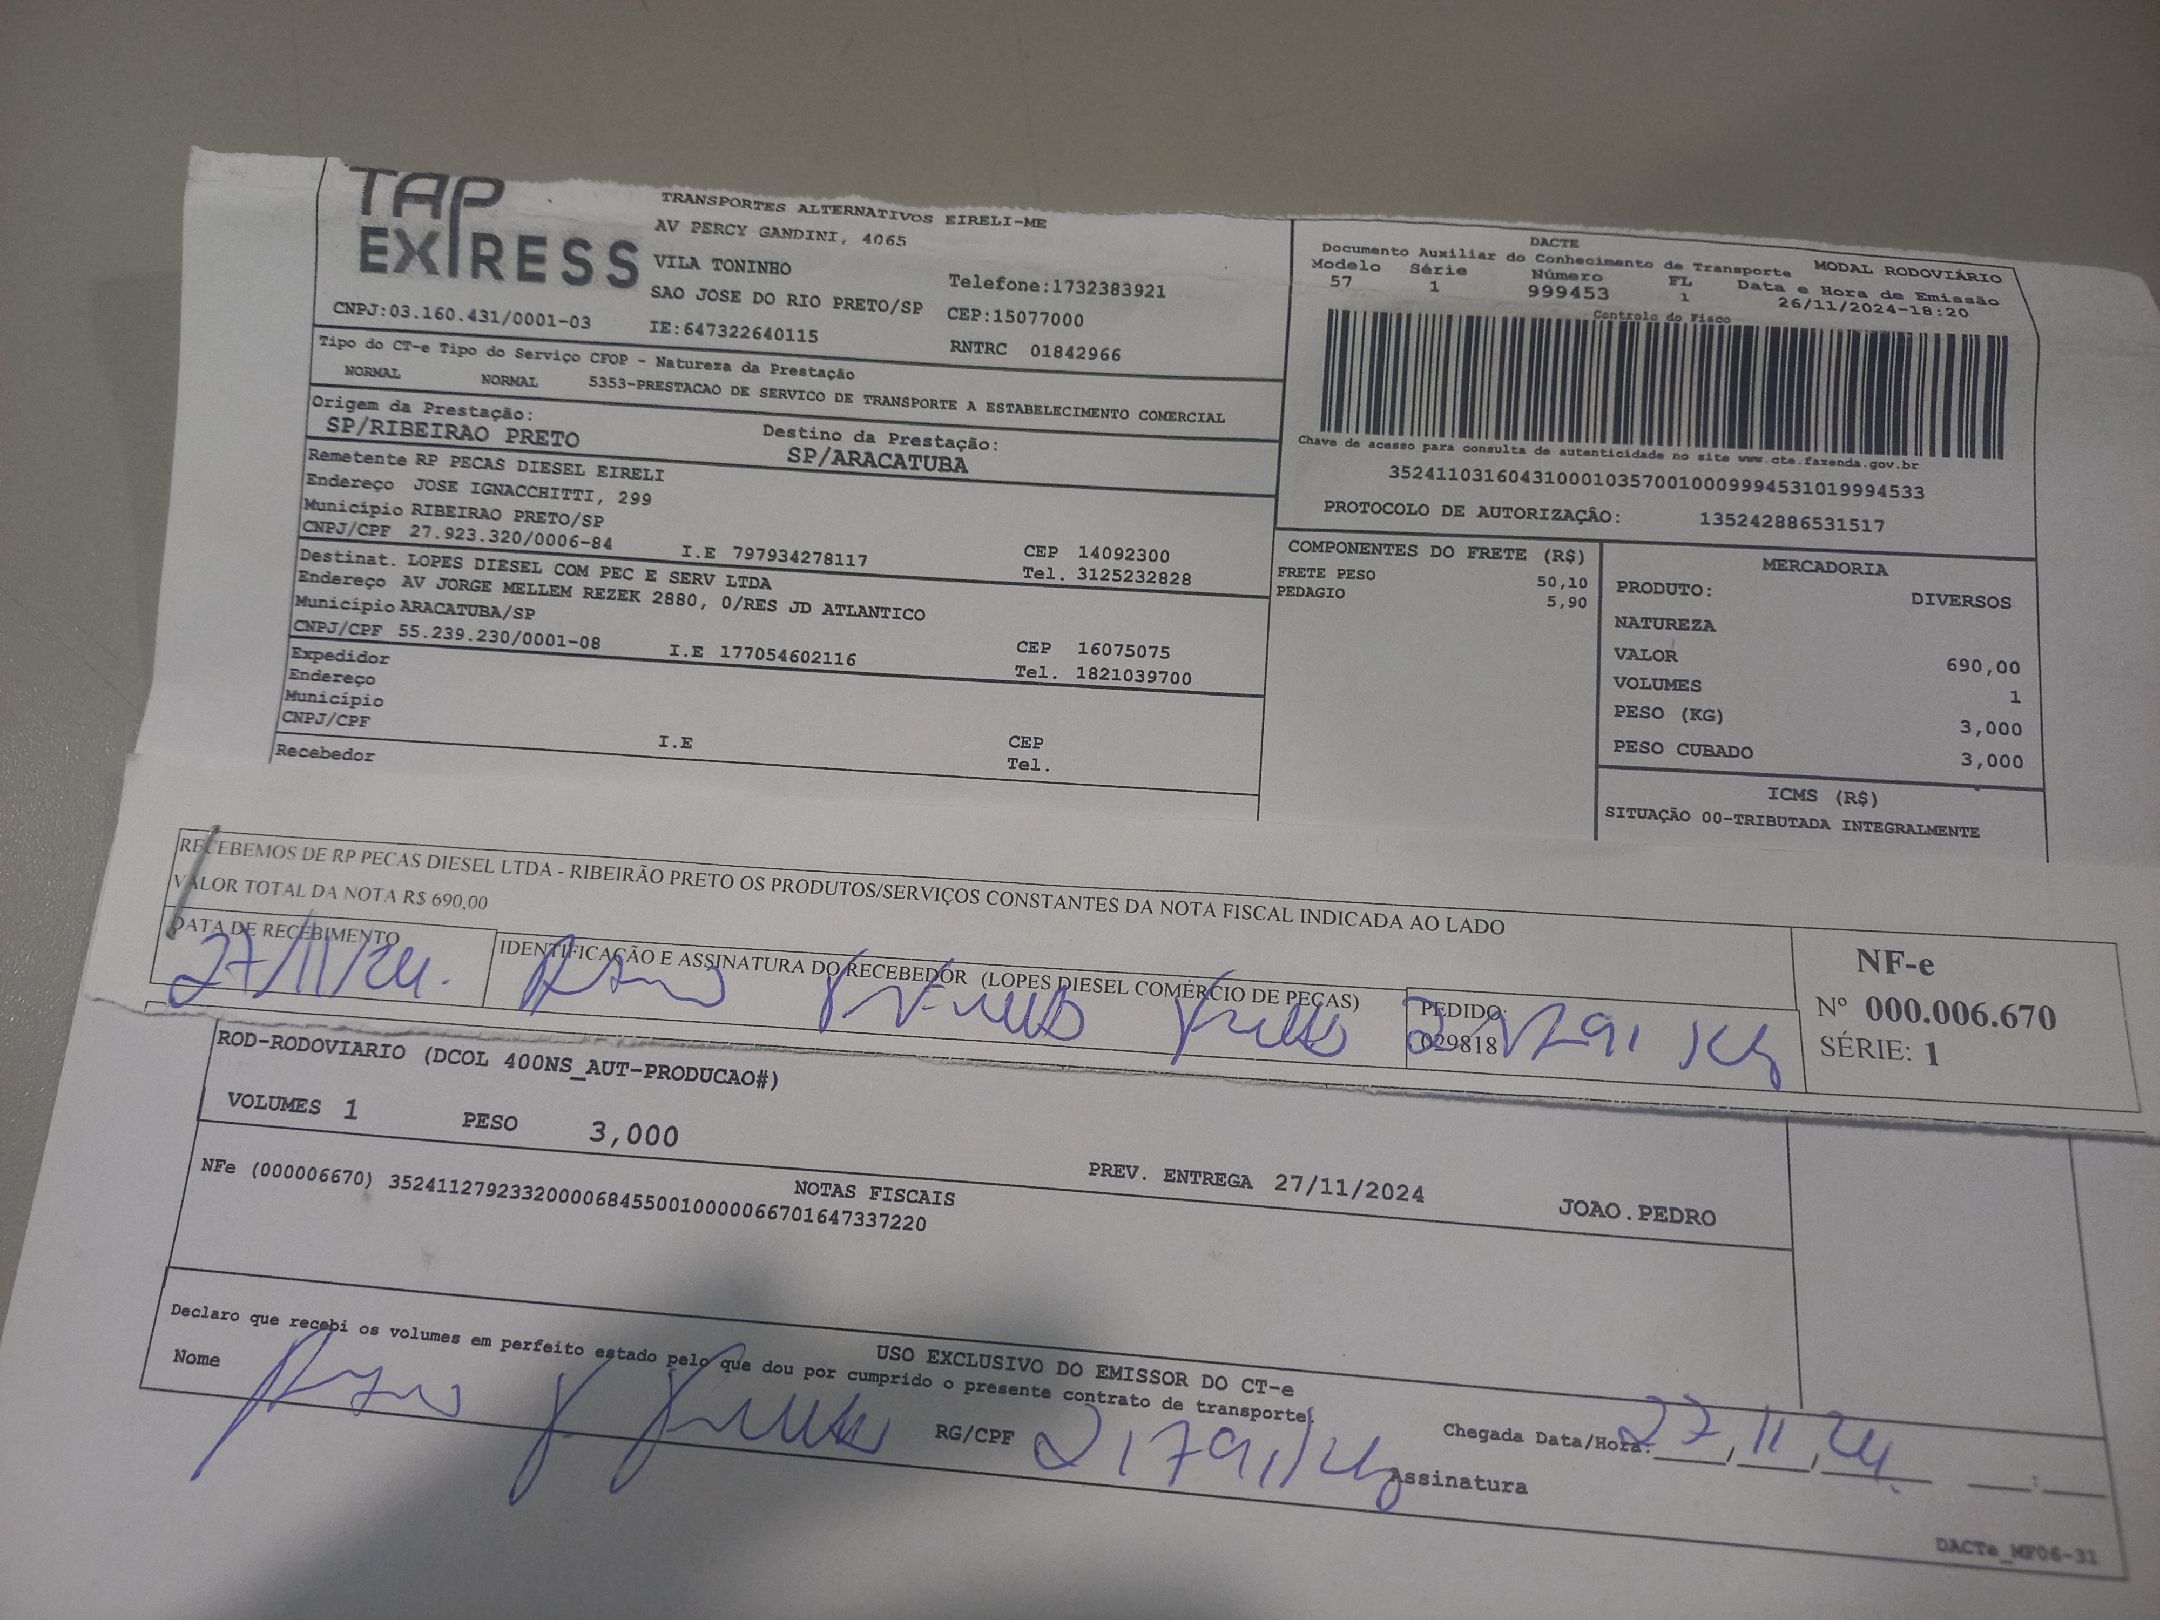 TAP EXPRESS
TRANSPORTES ALTERNATIVOS EIRELI-ME
AV PERCY GANDINI, 4065
VILA TONINHO
SAO JOSE DO RIO PRETO/SP
Telefone:1732383921
CEP:15077000
CNPJ:03.160.431/0001-03
IE:647322640115
RNTRC 01842966
DACTE
Documento Auxiliar do Conhecimento de Transporte
MODAL RODOVIÁRIO
Modelo Série Número FL Data e Hora de Emissão
57 1 999453 1 26/11/2024-18:20
Controle do Fisco
Chave de acesso para consulta de autenticidade no site www.cte.fazenda.gov.br
35241103160431000103570010009994531019994533
PROTOCOLO DE AUTORIZAÇÃO: 135242886531517
Tipo do CT-e Tipo do Serviço CFOP - Natureza da Prestação
NORMAL NORMAL 5353-PRESTACAO DE SERVICO DE TRANSPORTE A ESTABELECIMENTO COMERCIAL
Origem da Prestação:
SP/RIBEIRAO PRETO
Destino da Prestação:
SP/ARACATUBA
Remetente RP PECAS DIESEL EIRELI
Endereço JOSE IGNACCHITTI, 299
Município RIBEIRAO PRETO/SP
CEP 14092300
CNPJ/CPF 27.923.320/0006-84
I.E 797934278117
Tel. 3125232828
Destinat. LOPES DIESEL COM PEC E SERV LTDA
Endereço AV JORGE MELLEM REZEK 2880, 0/RES JD ATLANTICO
Município ARACATUBA/SP
CEP 16075075
CNPJ/CPF 55.239.230/0001-08
I.E 177054602116
Tel. 1821039700
Expedidor
Endereço
Município
CEP
CNPJ/CPF
I.E
Tel.
Recebedor
COMPONENTES DO FRETE (R$)
FRETE PESO 50,10
PEDAGIO 5,90
MERCADORIA
PRODUTO: DIVERSOS
NATUREZA
VALOR 690,00
VOLUMES 1
PESO (KG) 3,000
PESO CUBADO 3,000
ICMS (R$)
SITUAÇÃO 00-TRIBUTADA INTEGRALMENTE
RECEBEMOS DE RP PECAS DIESEL LTDA - RIBEIRÃO PRETO OS PRODUTOS/SERVIÇOS CONSTANTES DA NOTA FISCAL INDICADA AO LADO
VALOR TOTAL DA NOTA R$ 690,00
DATA DE RECEBIMENTO
27/11/24.
IDENTIFICAÇÃO E ASSINATURA DO RECEBEDOR (LOPES DIESEL COMÉRCIO DE PEÇAS)
PEDIDO:
029818
NF-e
Nº 000.006.670
SÉRIE: 1
ROD-RODOVIARIO (DCOL 400NS_AUT-PRODUCAO#)
VOLUMES 1 PESO 3,000
PREV. ENTREGA 27/11/2024
JOAO.PEDRO
NOTAS FISCAIS
NFe (000006670) 35241127923320000684550010000066701647337220
USO EXCLUSIVO DO EMISSOR DO CT-e
Declaro que recebi os volumes em perfeito estado pelo que dou por cumprido o presente contrato de transporte.
Nome
RG/CPF
Chegada Data/Hora: 27,11,24.
Assinatura
DACTe_MF06-31